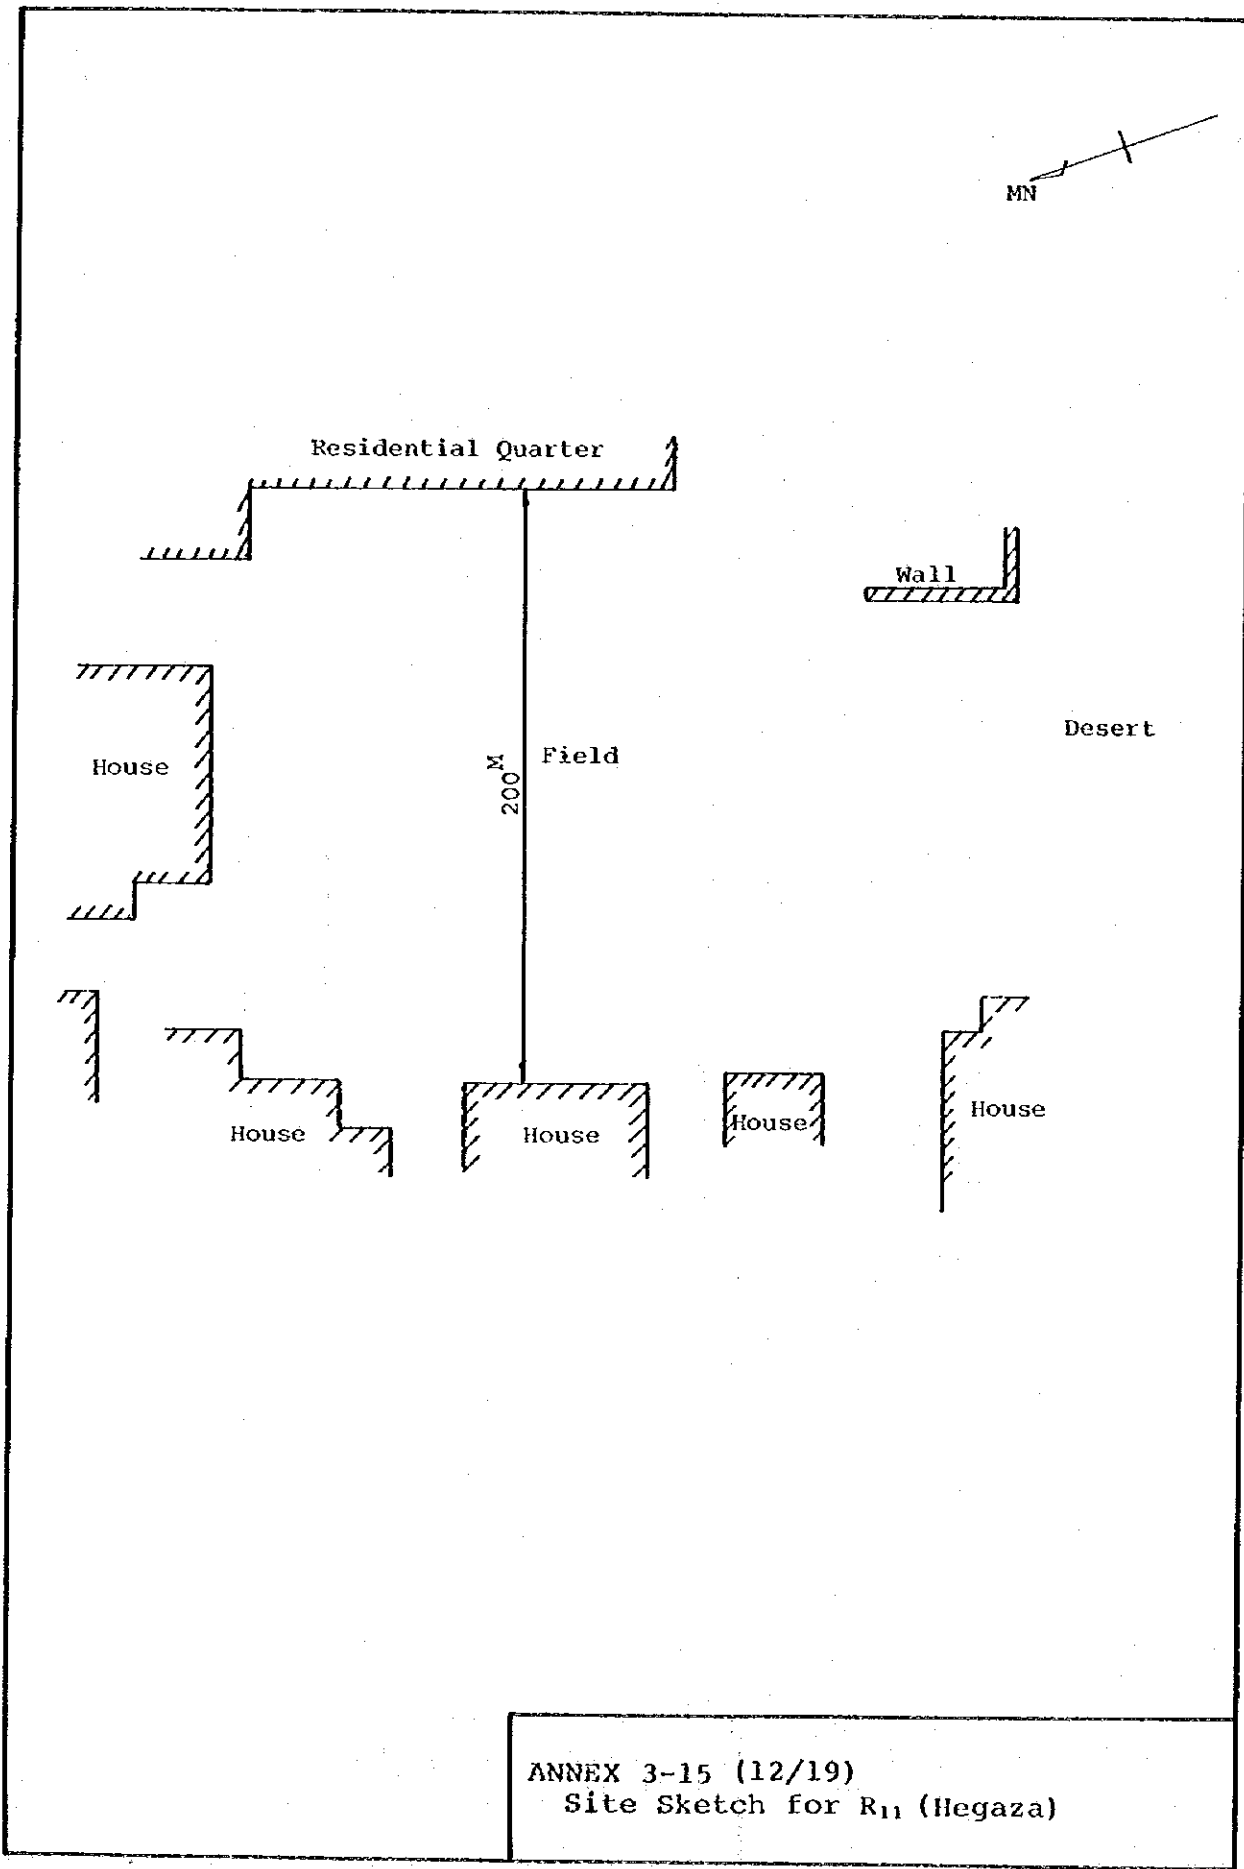 MN
Residential Quarter
Wall
Desert
Field
200M
House
House
House
House
House
ANNEX 3-15 (12/19)
Site Sketch for R11 (Hegaza)